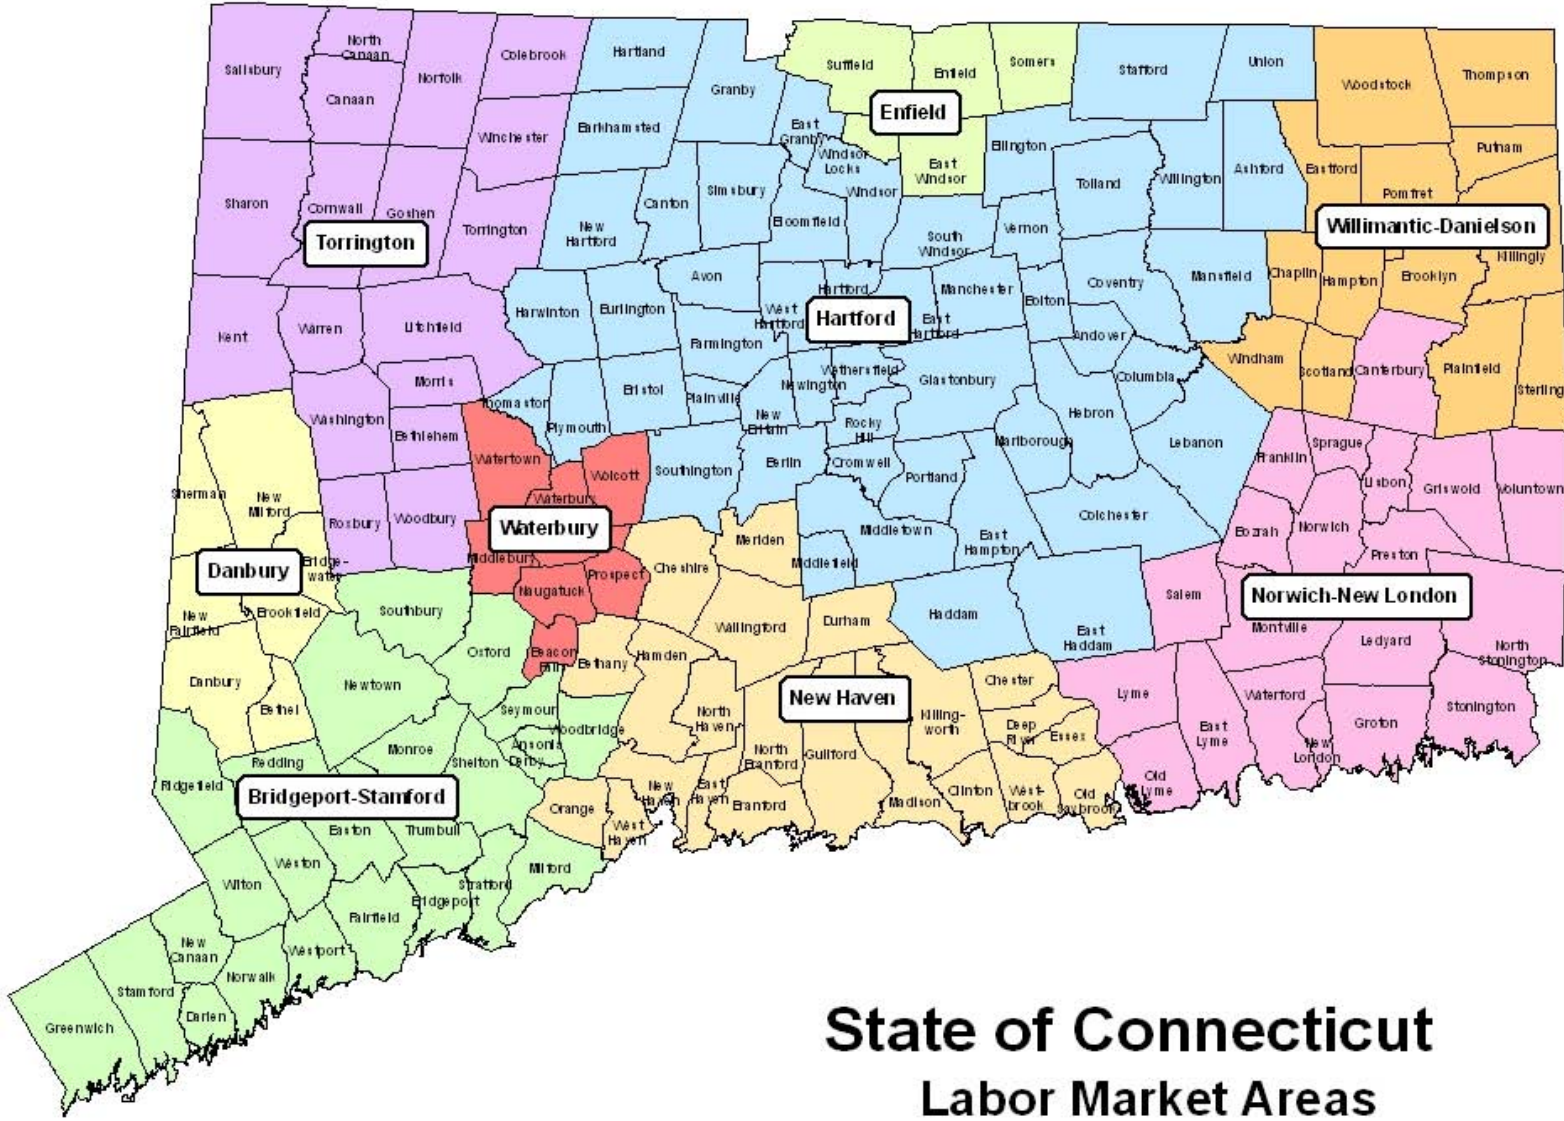 Salisbury
North
Canaan
Canaan
Norfolk
Colebrook
Hartland
Granby
Suffield
Enfield
Somers
Stafford
Union
Woodstock
Thompson
Winchester
Barkhamsted
East
Granby
Enfield
Windsor
Locks
East
Windsor
Ellington
Tolland
Willington
Ashford
Eastford
Pomfret
Putnam
Sharon
Cornwall
Goshen
Torrington
Torrington
New
Hartford
Canton
Simsbury
Bloomfield
Windsor
South
Windsor
Vernon
Coventry
Mansfield
Chaplin
Hampton
Willimantic-Danielson
Brooklyn
Killingly
Kent
Warren
Litchfield
Harwinton
Burlington
Avon
West
Hartford
Hartford
Hartford
East
Hartford
Manchester
Bolton
Andover
Columbia
Windham
Scotland
Canterbury
Plainfield
Sterling
Morris
Washington
Bethlehem
Thomaston
Plymouth
Bristol
Farmington
Plainville
New
Britain
Newington
Wethersfield
Rocky
Hill
Glastonbury
Marlborough
Hebron
Lebanon
Franklin
Sprague
Lisbon
Griswold
Voluntown
Sherman
New
Milford
Roxbury
Woodbury
Watertown
Wolcott
Waterbury
Waterbury
Southington
Berlin
Cromwell
Portland
Middletown
East
Hampton
Colchester
Bozrah
Norwich
Preston
Danbury
Bridge-
water
Middlebury
Naugatuck
Prospect
Cheshire
Meriden
Middlefield
Haddam
East
Haddam
Salem
Norwich-New London
Montville
Ledyard
North
Stonington
New
Fairfield
Brookfield
Southbury
Oxford
Beacon
Falls
Bethany
Hamden
Wallingford
Durham
Danbury
Bethel
Newtown
Seymour
Woodbridge
Ansonia
Derby
North
Haven
New Haven
Killing-
worth
Chester
Deep
River
Essex
Lyme
East
Lyme
Waterford
New
London
Groton
Stonington
Ridgefield
Redding
Monroe
Shelton
Bridgeport-Stamford
Orange
New
Haven
West
Haven
East
Haven
North
Branford
Branford
Guilford
Madison
Clinton
West-
brook
Old
Saybrook
Old
Lyme
Easton
Trumbull
Weston
Wilton
Milford
Stratford
Bridgeport
Fairfield
New
Canaan
Westport
Norwalk
Stamford
Darien
Greenwich
State of Connecticut
Labor Market Areas